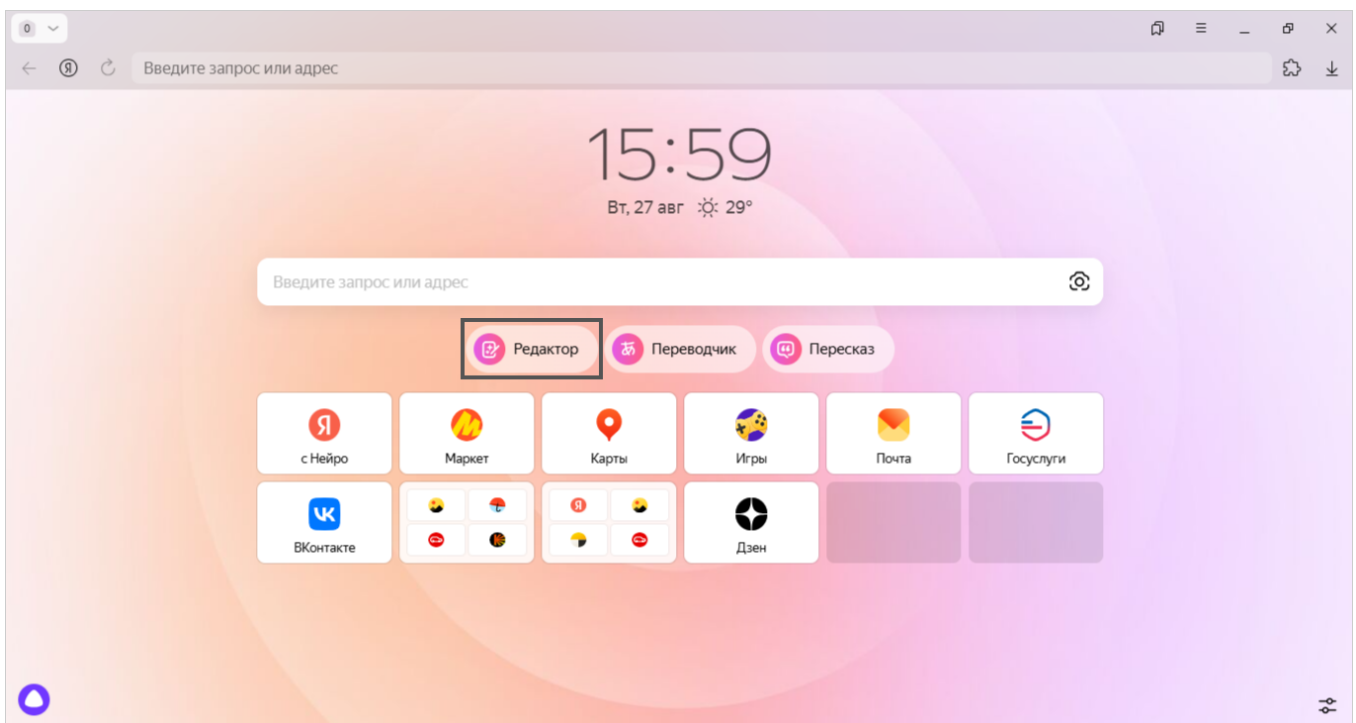 0
Введите запрос или адрес
15:59
Вт, 27 авг 29°
Введите запрос или адрес
Редактор Переводчик Пересказ
с Нейро Маркет Карты Игры Почта Госуслуги
ВКонтакте Дзен